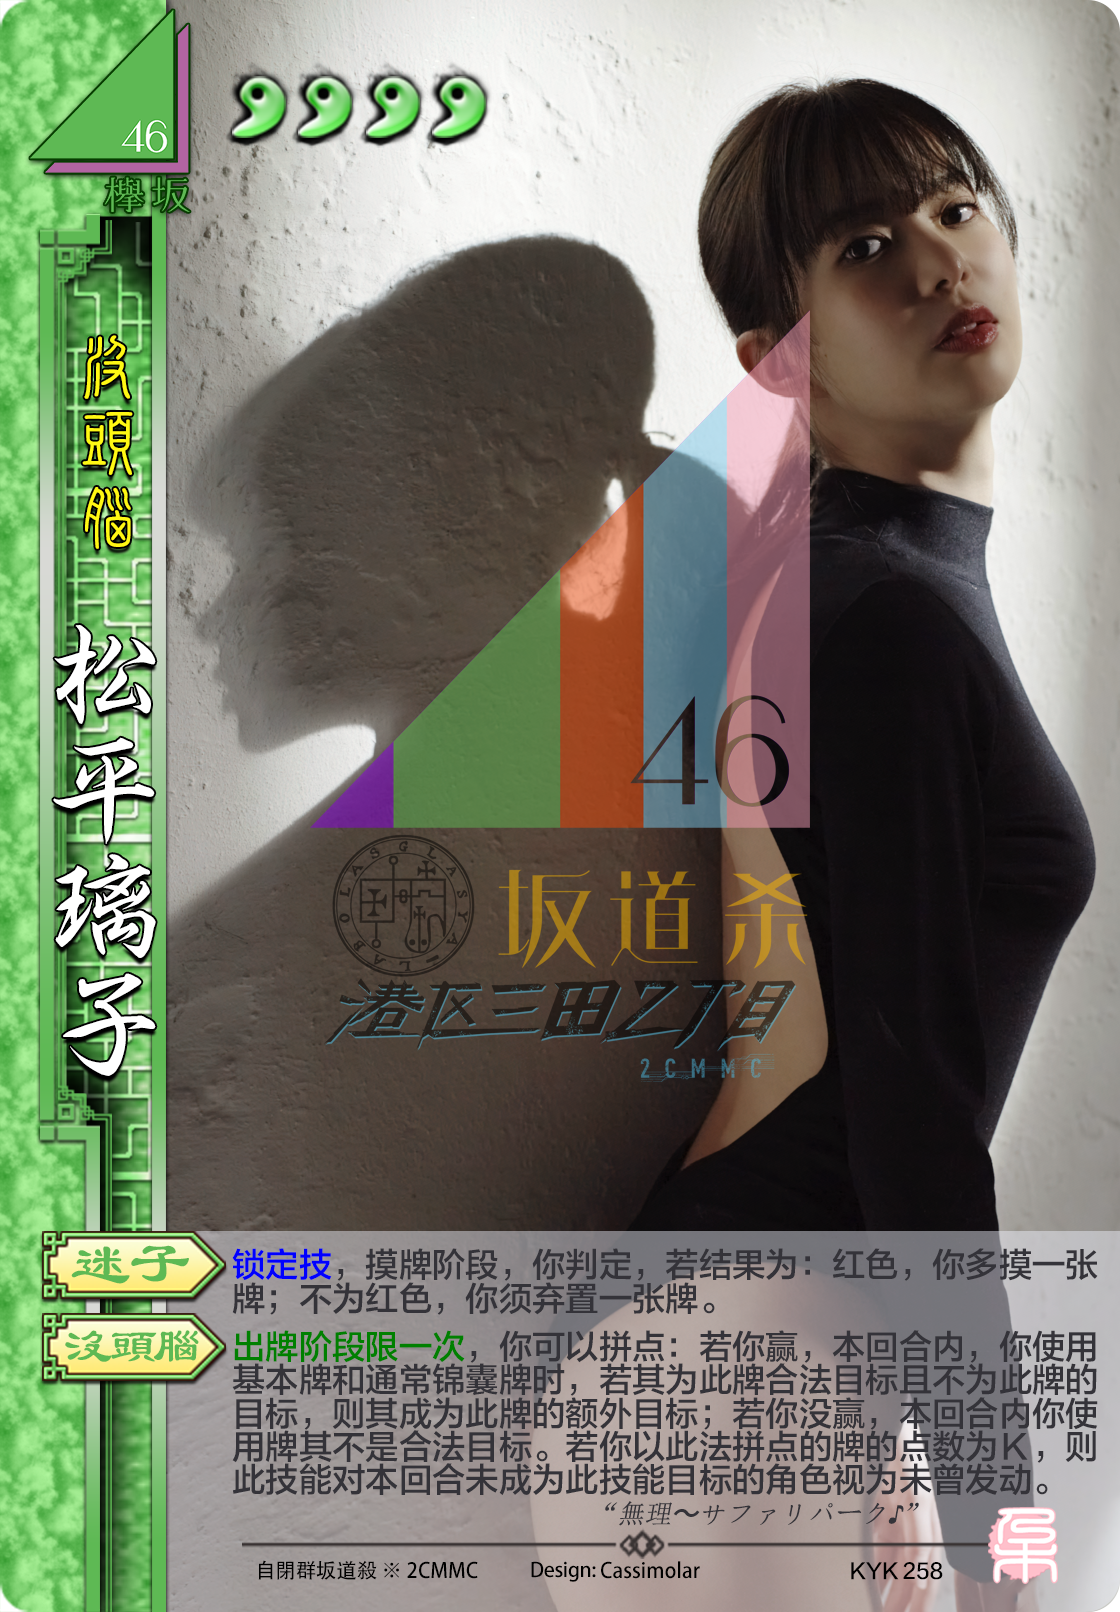 46
欅坂
沒頭腦
松平璃子
46
GLASYA-LABOLAS
坂道杀
港区三田2丁目
2CMMC
迷子
锁定技，摸牌阶段，你判定，若结果为：红色，你多摸一张
牌；不为红色，你须弃置一张牌。
沒頭腦
出牌阶段限一次，你可以拼点：若你赢，本回合内，你使用
基本牌和通常锦囊牌时，若其为此牌合法目标且不为此牌的
目标，则其成为此牌的额外目标；若你没赢，本回合内你使
用牌其不是合法目标。若你以此法拼点的牌的点数为K，则
此技能对本回合未成为此技能目标的角色视为未曾发动。
“無理～サファリパーク♪”
自閉群坂道殺 ※ 2CMMC
Design: Cassimolar
KYK 258